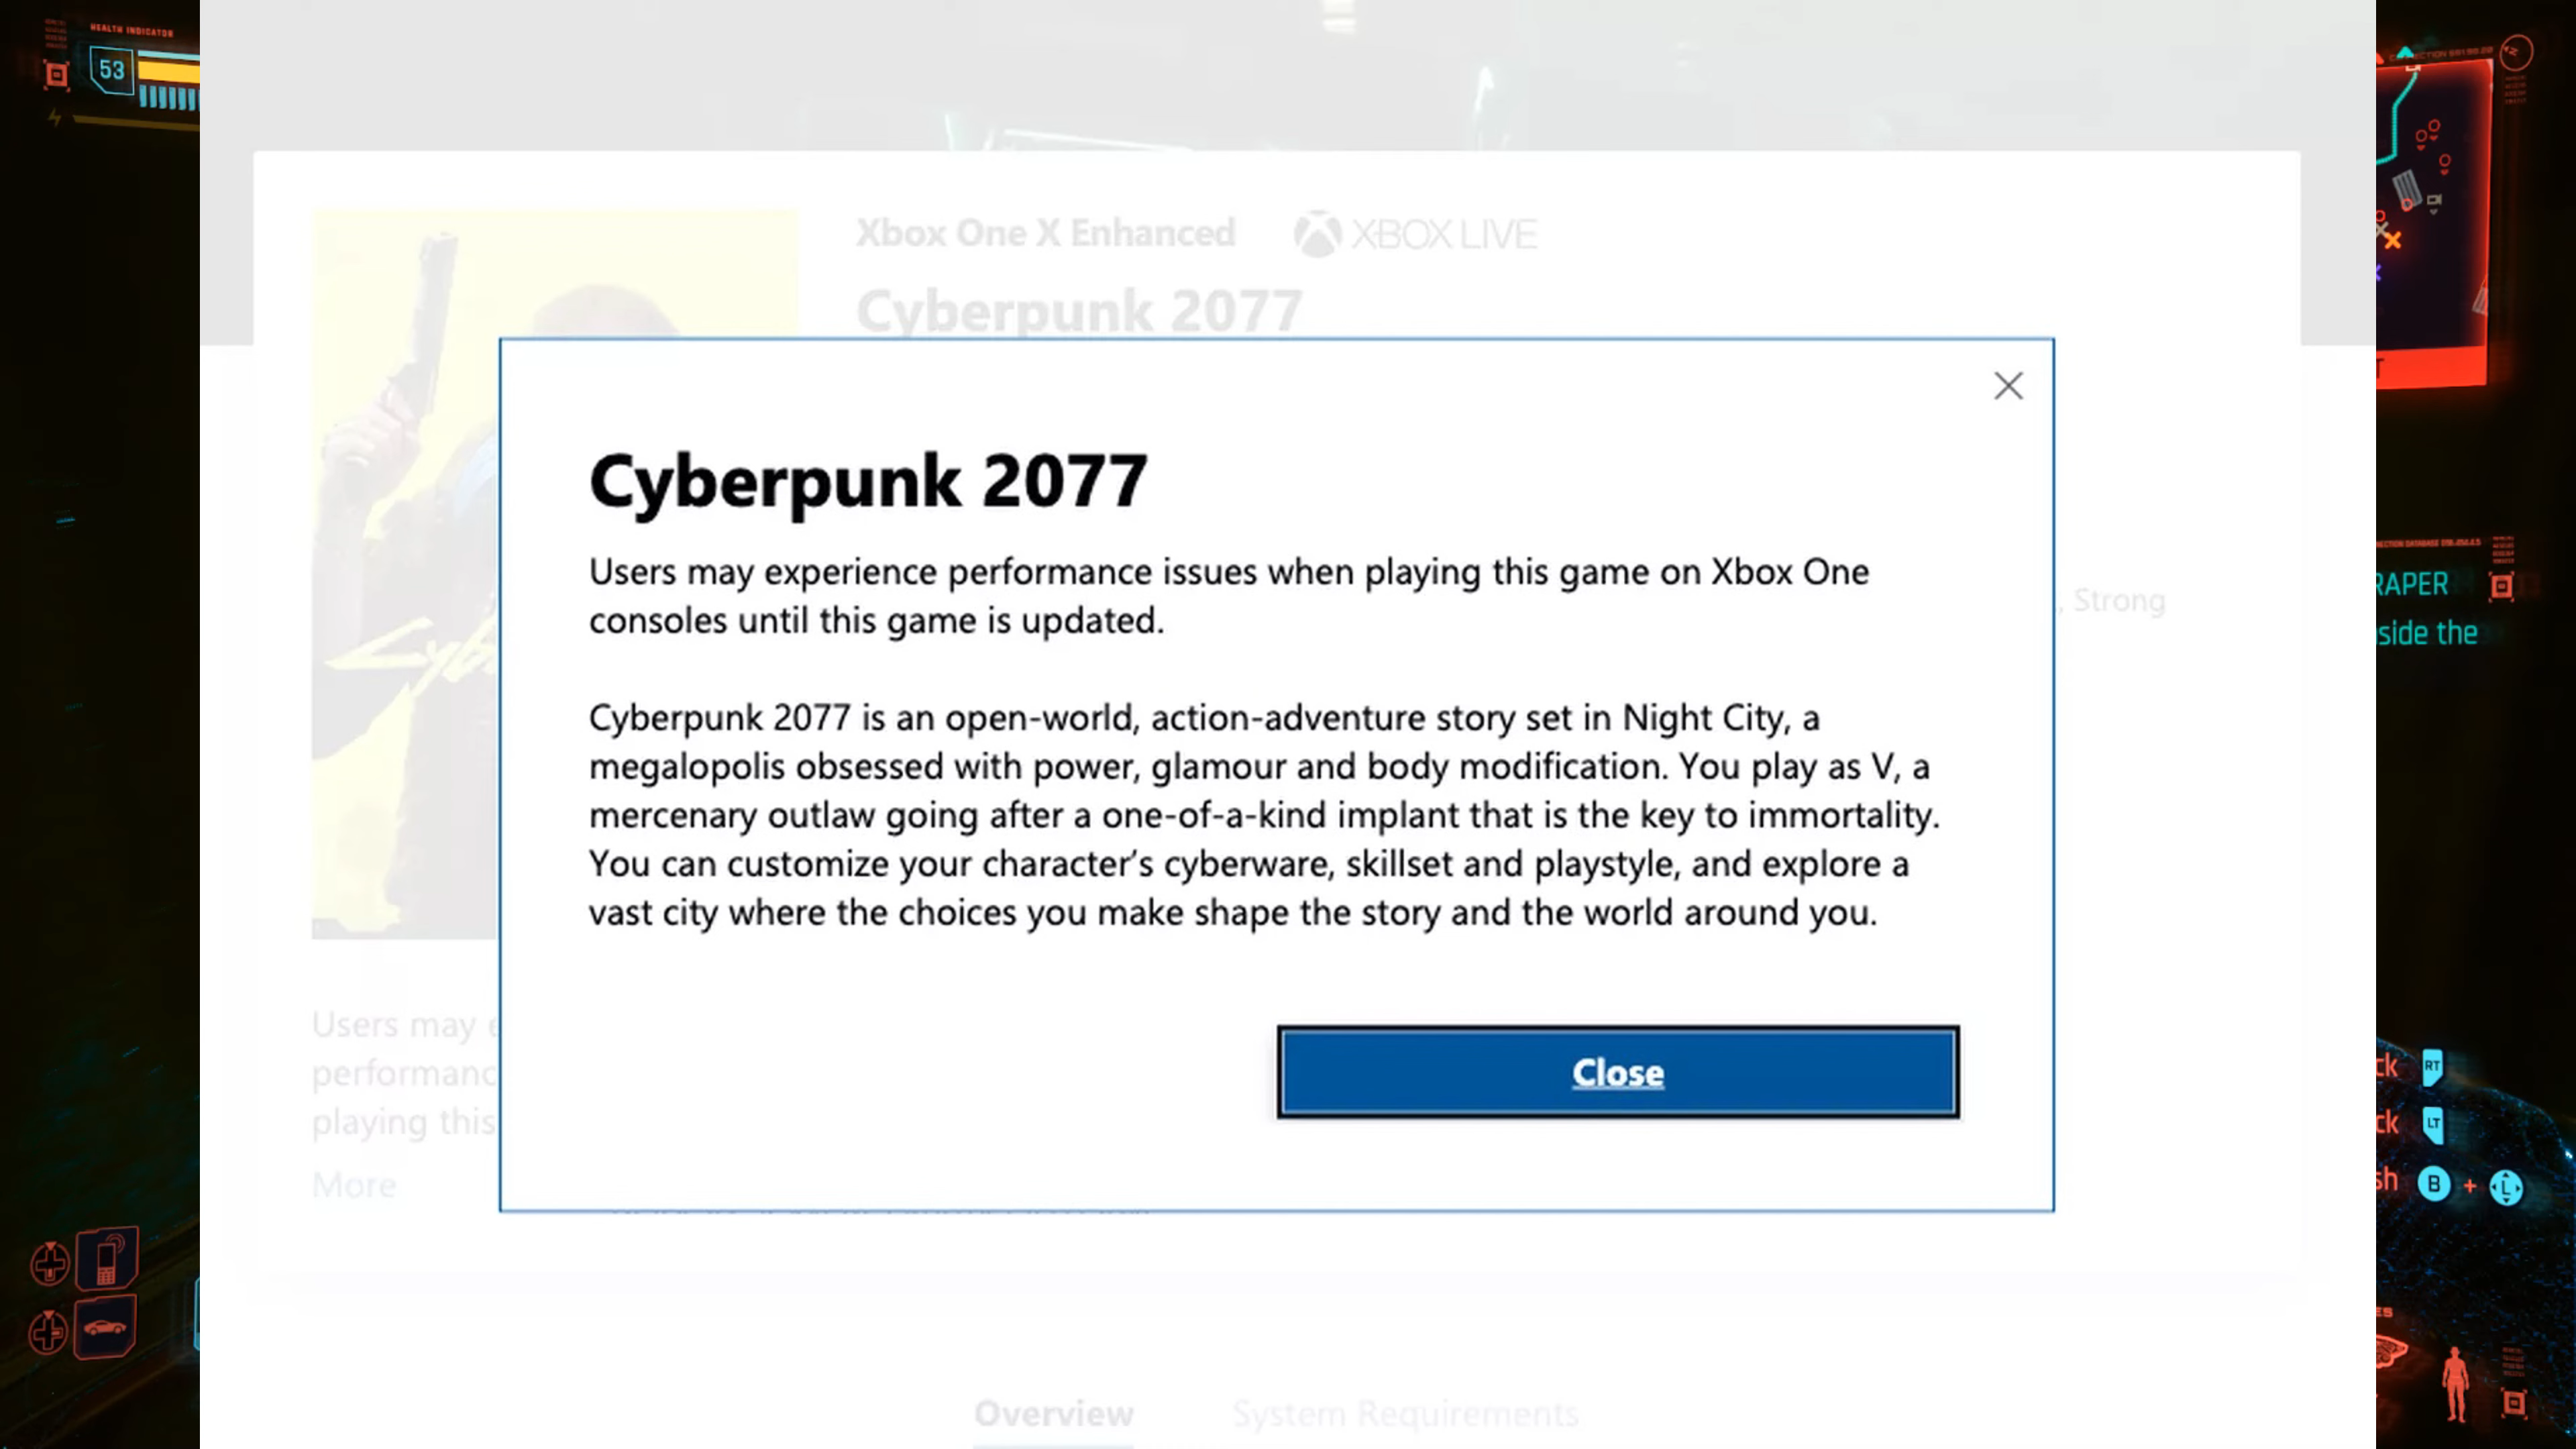 HEALTH INDICATOR
53
Xbox One X Enhanced
XBOX LIVE
Cyberpunk 2077
Cyberpunk 2077
Users may experience performance issues when playing this game on Xbox One
consoles until this game is updated.
Cyberpunk 2077 is an open-world, action-adventure story set in Night City, a
megalopolis obsessed with power, glamour and body modification. You play as V, a
mercenary outlaw going after a one-of-a-kind implant that is the key to immortality.
You can customize your character's cyberware, skillset and playstyle, and explore a
vast city where the choices you make shape the story and the world around you.
Close
, Strong
RAPER
side the
Users may
performanc
playing this
More
ck RT
ck LT
sh B + L
Overview
System Requirements